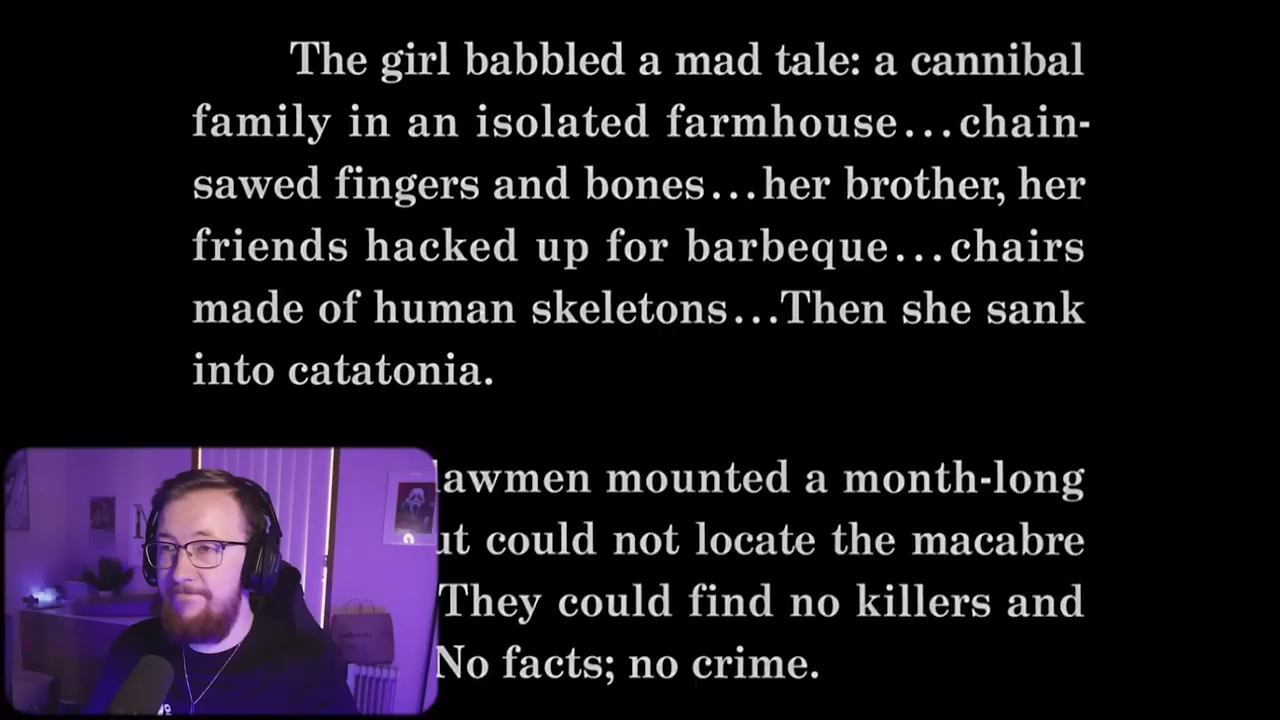 The girl babbled a mad tale: a cannibal
family in an isolated farmhouse...chain-
sawed fingers and bones...her brother, her
friends hacked up for barbeque...chairs
made of human skeletons...Then she sank
into catatonia.
lawmen mounted a month-long
could not locate the macabre
They could find no killers and
No facts; no crime.